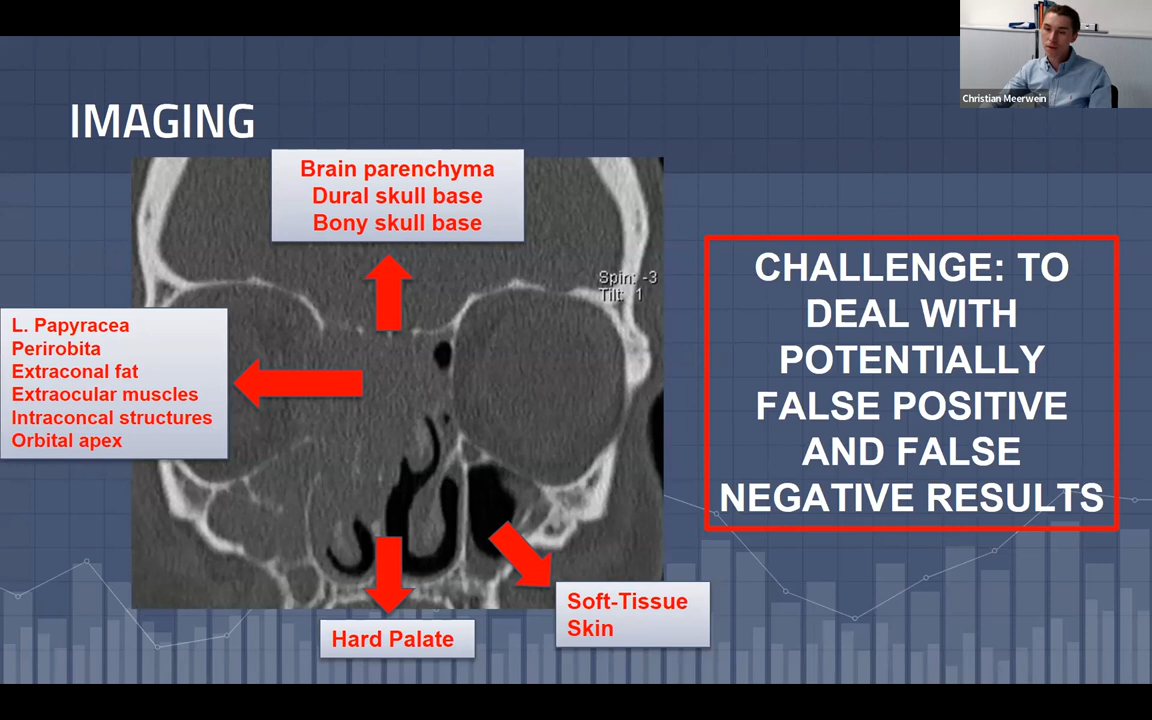 Christian Meerwein
IMAGING
Brain parenchyma
Dural skull base
Bony skull base
Spin: -3
Tilt: 1
L. Papyracea
Perirobita
Extraconal fat
Extraocular muscles
Intraconcal structures
Orbital apex
CHALLENGE: TO
DEAL WITH
POTENTIALLY
FALSE POSITIVE
AND FALSE
NEGATIVE RESULTS
Soft-Tissue
Skin
Hard Palate